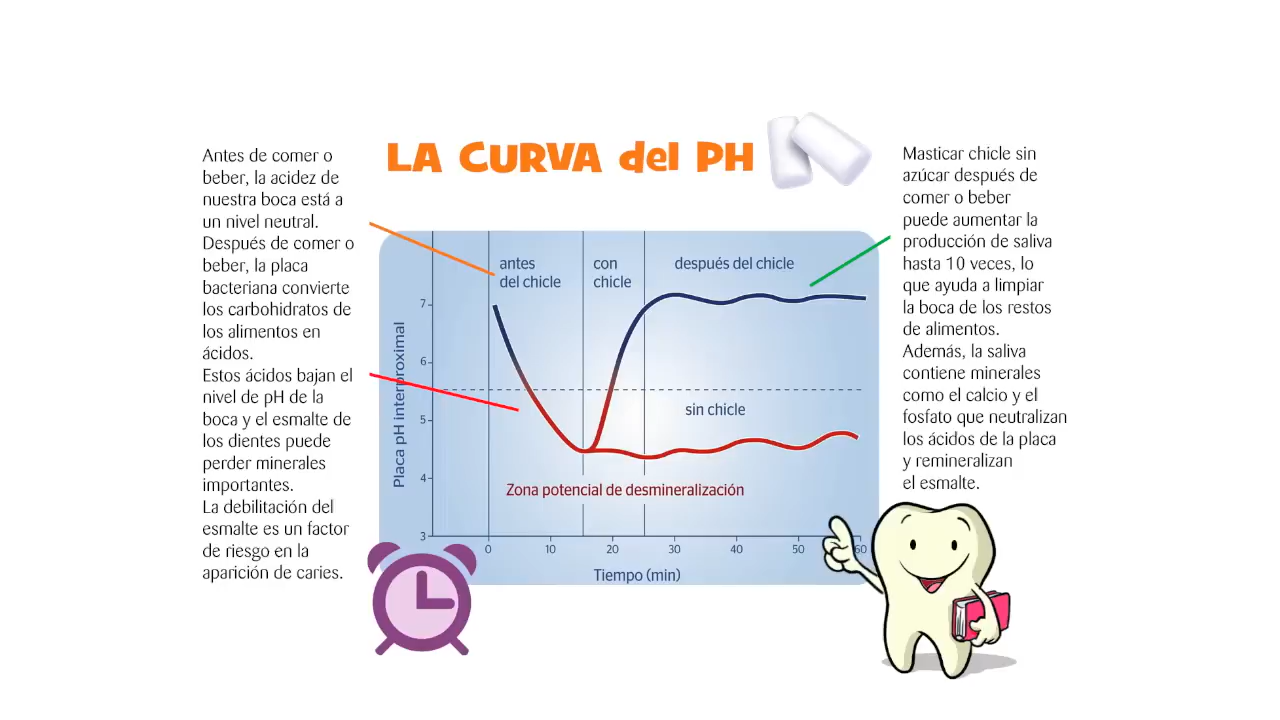 LA CURVA del PH
Antes de comer o
beber, la acidez de
nuestra boca está a
un nivel neutral.
Después de comer o
beber, la placa
bacteriana convierte
los carbohidratos de
los alimentos en
ácidos.
Estos ácidos bajan el
nivel de pH de la
boca y el esmalte de
los dientes puede
perder minerales
importantes.
La debilitación del
esmalte es un factor
de riesgo en la
aparición de caries.
Placa pH interproximal
7
6
5
4
3
antes
del chicle
con
chicle
después del chicle
sin chicle
Zona potencial de desmineralización
0 10 20 30 40 50 60
Tiempo (min)
Masticar chicle sin
azúcar después de
comer o beber
puede aumentar la
producción de saliva
hasta 10 veces, lo
que ayuda a limpiar
la boca de los restos
de alimentos.
Además, la saliva
contiene minerales
como el calcio y el
fosfato que neutralizan
los ácidos de la placa
y remineralizan
el esmalte.